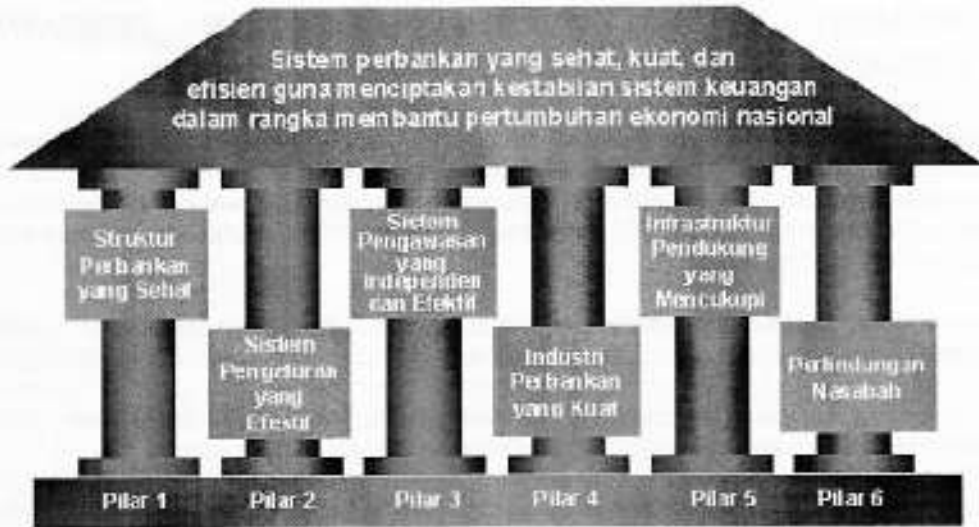 Sistem perbankan yang sehat, kuat, dan
efisien guna menciptakan kestabilan sistem keuangan
dalam rangka membantu pertumbuhan ekonomi nasional
Struktur
Perbankan
yang Sehat
Sistem
yang
Efektif
Sistem
Pengawasan
yang
Independen
dan Efektif
Industri
Perbankan
yang Kuat
Infrastruktur
Pendukung
yang
Mencukupi
Perlindungan
Nasabah
Pilar 1
Pilar 2
Pilar 3
Pilar 4
Pilar 5
Pilar 6